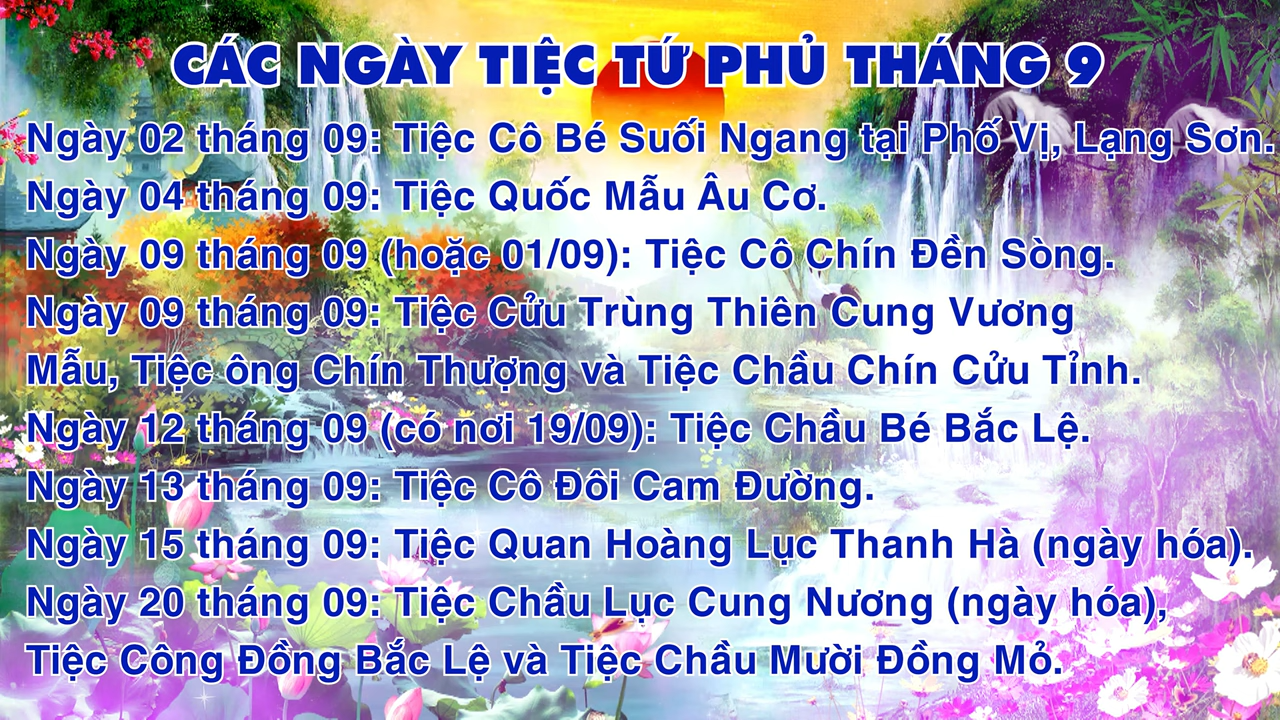 CÁC NGÀY TIỆC TỨ PHỦ THÁNG 9
Ngày 02 tháng 09: Tiệc Cô Bé Suối Ngang tại Phố Vị, Lạng Sơn.
Ngày 04 tháng 09: Tiệc Quốc Mẫu Âu Cơ.
Ngày 09 tháng 09 (hoặc 01/09): Tiệc Cô Chín Đền Sòng.
Ngày 09 tháng 09: Tiệc Cửu Trùng Thiên Cung Vương
Mẫu, Tiệc ông Chín Thượng và Tiệc Chầu Chín Cửu Tỉnh.
Ngày 12 tháng 09 (có nơi 19/09): Tiệc Chầu Bé Bắc Lệ.
Ngày 13 tháng 09: Tiệc Cô Đôi Cam Đường.
Ngày 15 tháng 09: Tiệc Quan Hoàng Lục Thanh Hà (ngày hóa).
Ngày 20 tháng 09: Tiệc Chầu Lục Cung Nương (ngày hóa),
Tiệc Công Đồng Bắc Lệ và Tiệc Chầu Mười Đồng Mỏ.